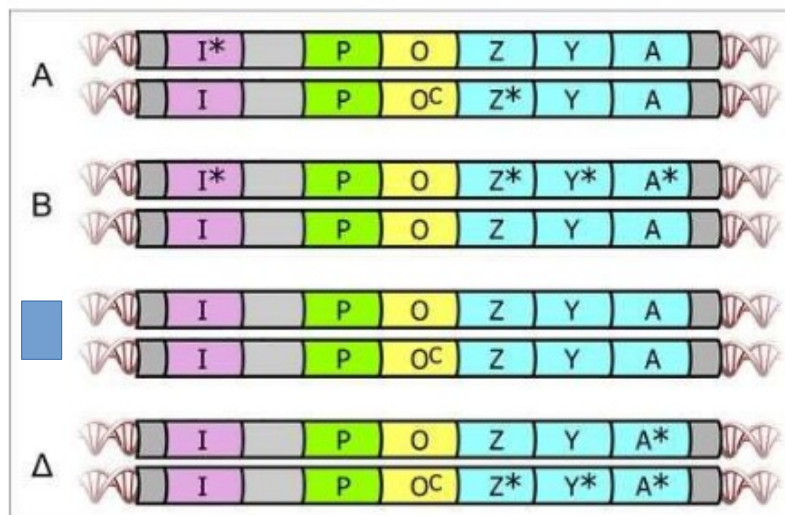 A
I* P O Z Y A
I P Oᶜ Z* Y A
B
I* P O Z* Y* A*
I P O Z Y A
I P O Z Y A
I P Oᶜ Z Y A
Δ
I P O Z Y A*
I P Oᶜ Z* Y* A*